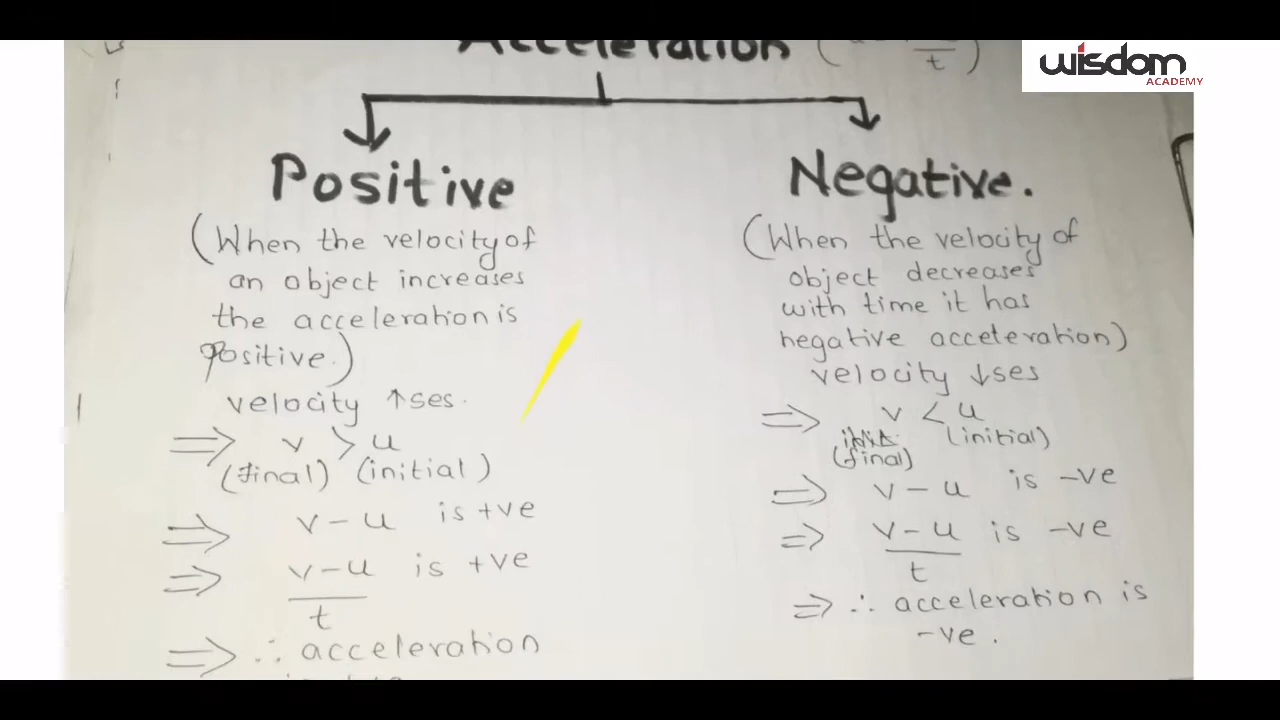 Acceleration
t )
wisdom
ACADEMY
Positive
(When the velocity of
an object increases
the acceleration is
positive.)
velocity ↑ses.
⇒ v > u
(final) (initial)
⇒ v – u is +ve
⇒ v – u is +ve
t
⇒ ∴ acceleration
Negative.
(When the velocity of
object decreases
with time it has
negative acceleration)
velocity ↓ses
⇒ v < u
(initial)
(final)
⇒ v – u is –ve
⇒ v – u is –ve
t
⇒ ∴ acceleration is
–ve.